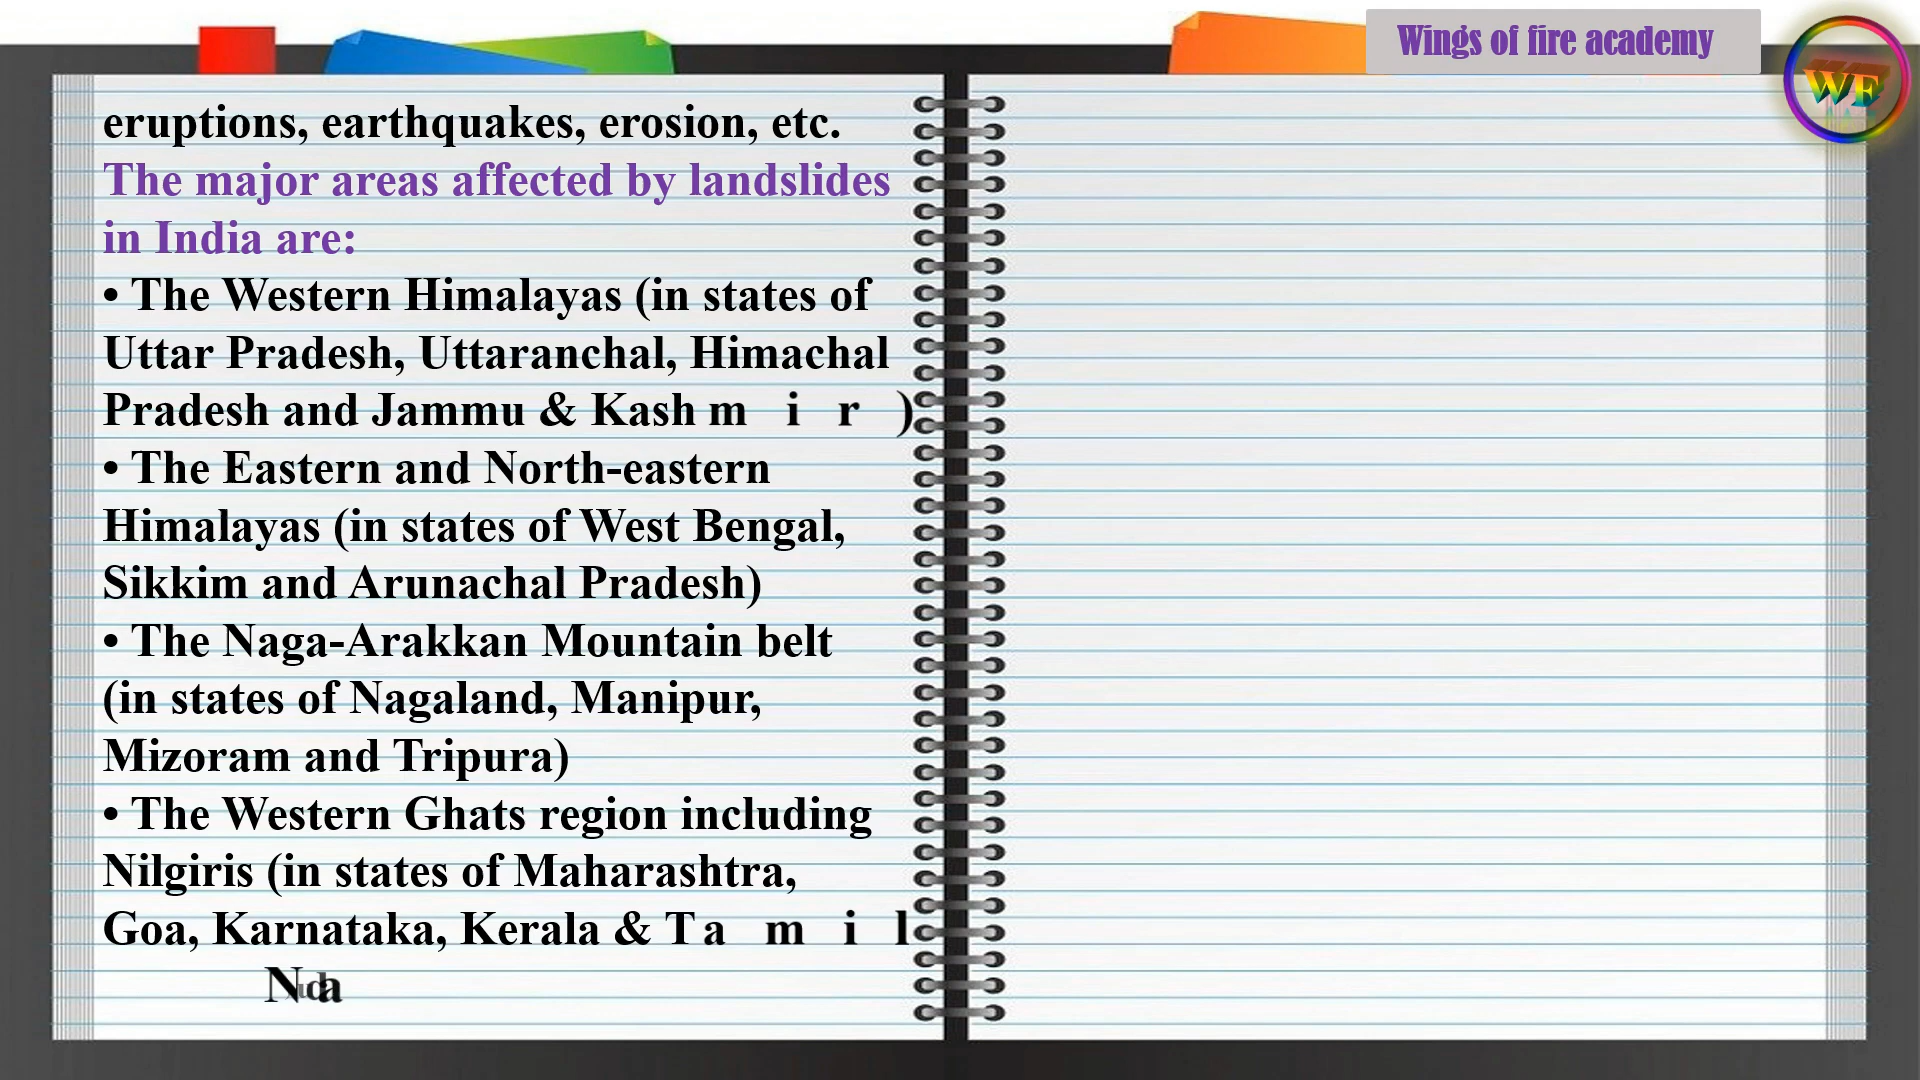 Wings of fire academy
WE
eruptions, earthquakes, erosion, etc.
The major areas affected by landslides
in India are:
• The Western Himalayas (in states of
Uttar Pradesh, Uttaranchal, Himachal
Pradesh and Jammu & Kashmir)
• The Eastern and North-eastern
Himalayas (in states of West Bengal,
Sikkim and Arunachal Pradesh)
• The Naga-Arakkan Mountain belt
(in states of Nagaland, Manipur,
Mizoram and Tripura)
• The Western Ghats region including
Nilgiris (in states of Maharashtra,
Goa, Karnataka, Kerala & Tamil